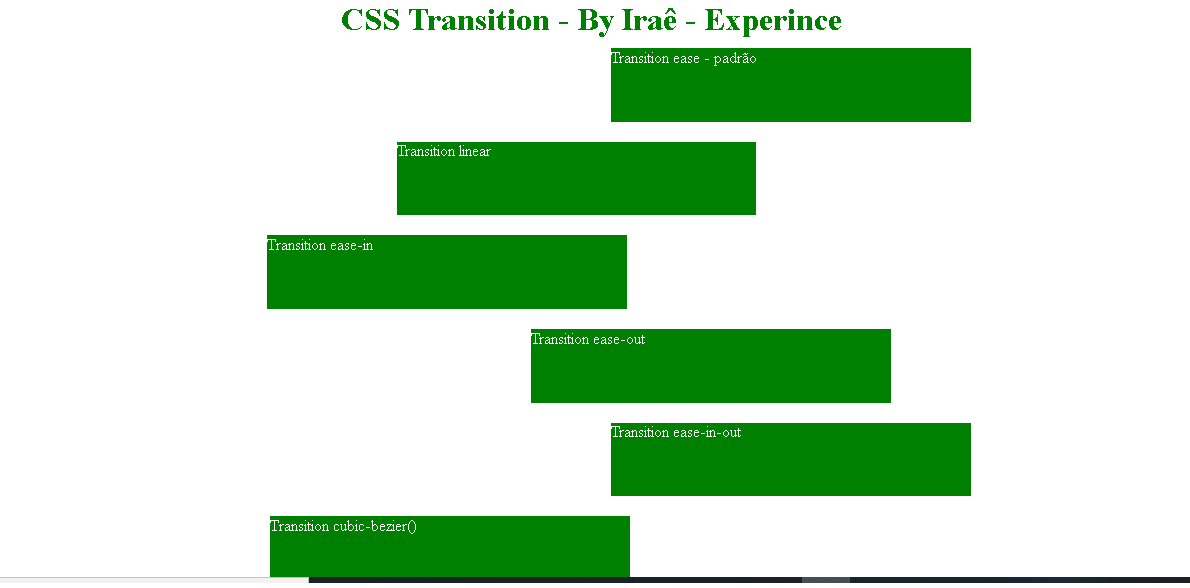 CSS Transition - By Iraê - Experince
Transition ease - padrão
Transition linear
Transition ease-in
Transition ease-out
Transition ease-in-out
Transition cubic-bezier()